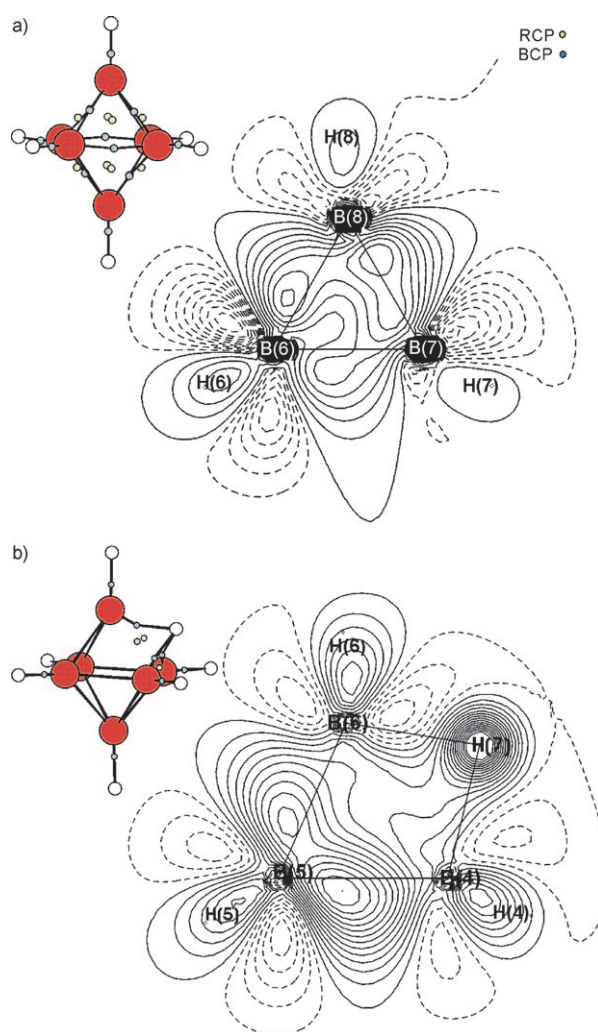 a)
RCP
BCP
H(8)
B(8)
B(6)
B(7)
H(6)
H(7)
b)
H(6)
B(6)
H(7)
B(5)
B(4)
H(5)
H(4)